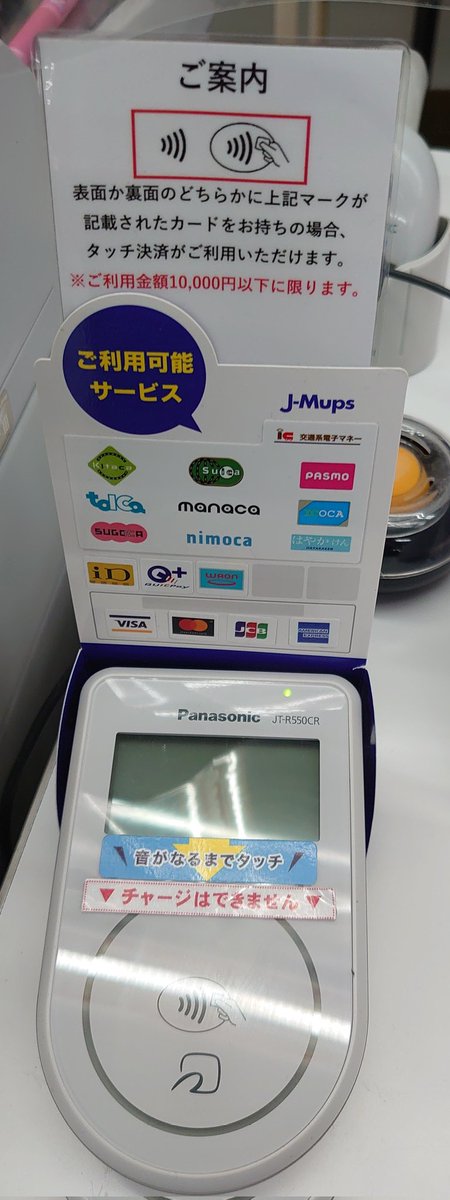 ご案内
表面か裏面のどちらかに上記マークが
記載されたカードをお持ちの場合、
タッチ決済がご利用いただけます。
※ご利用金額10,000円以下に限ります。
ご利用可能
サービス
J-Mups
IC 交通系電子マネー
Kitaca
Suica
PASMO
toICa
manaca
ICOCA
SUGOCA
nimoca
はやかけん
iD
QUICPay
WAON
VISA
JCB
AMERICAN
EXPRESS
Panasonic JT-R550CR
音がなるまでタッチ
▼ チャージはできません ▼